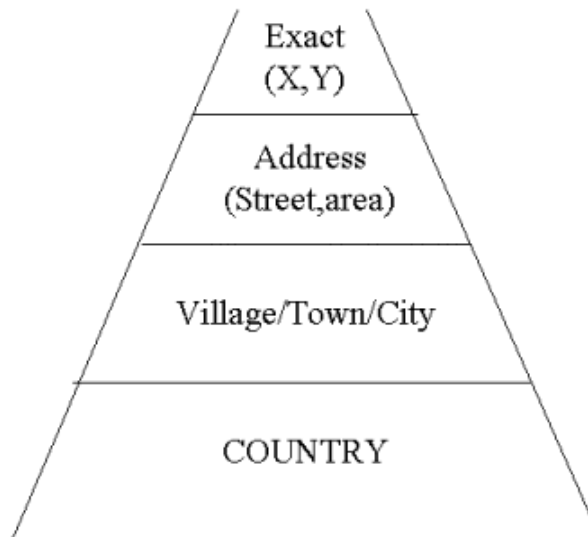 Exact
(X,Y)
Address
(Street,area)
Village/Town/City
COUNTRY